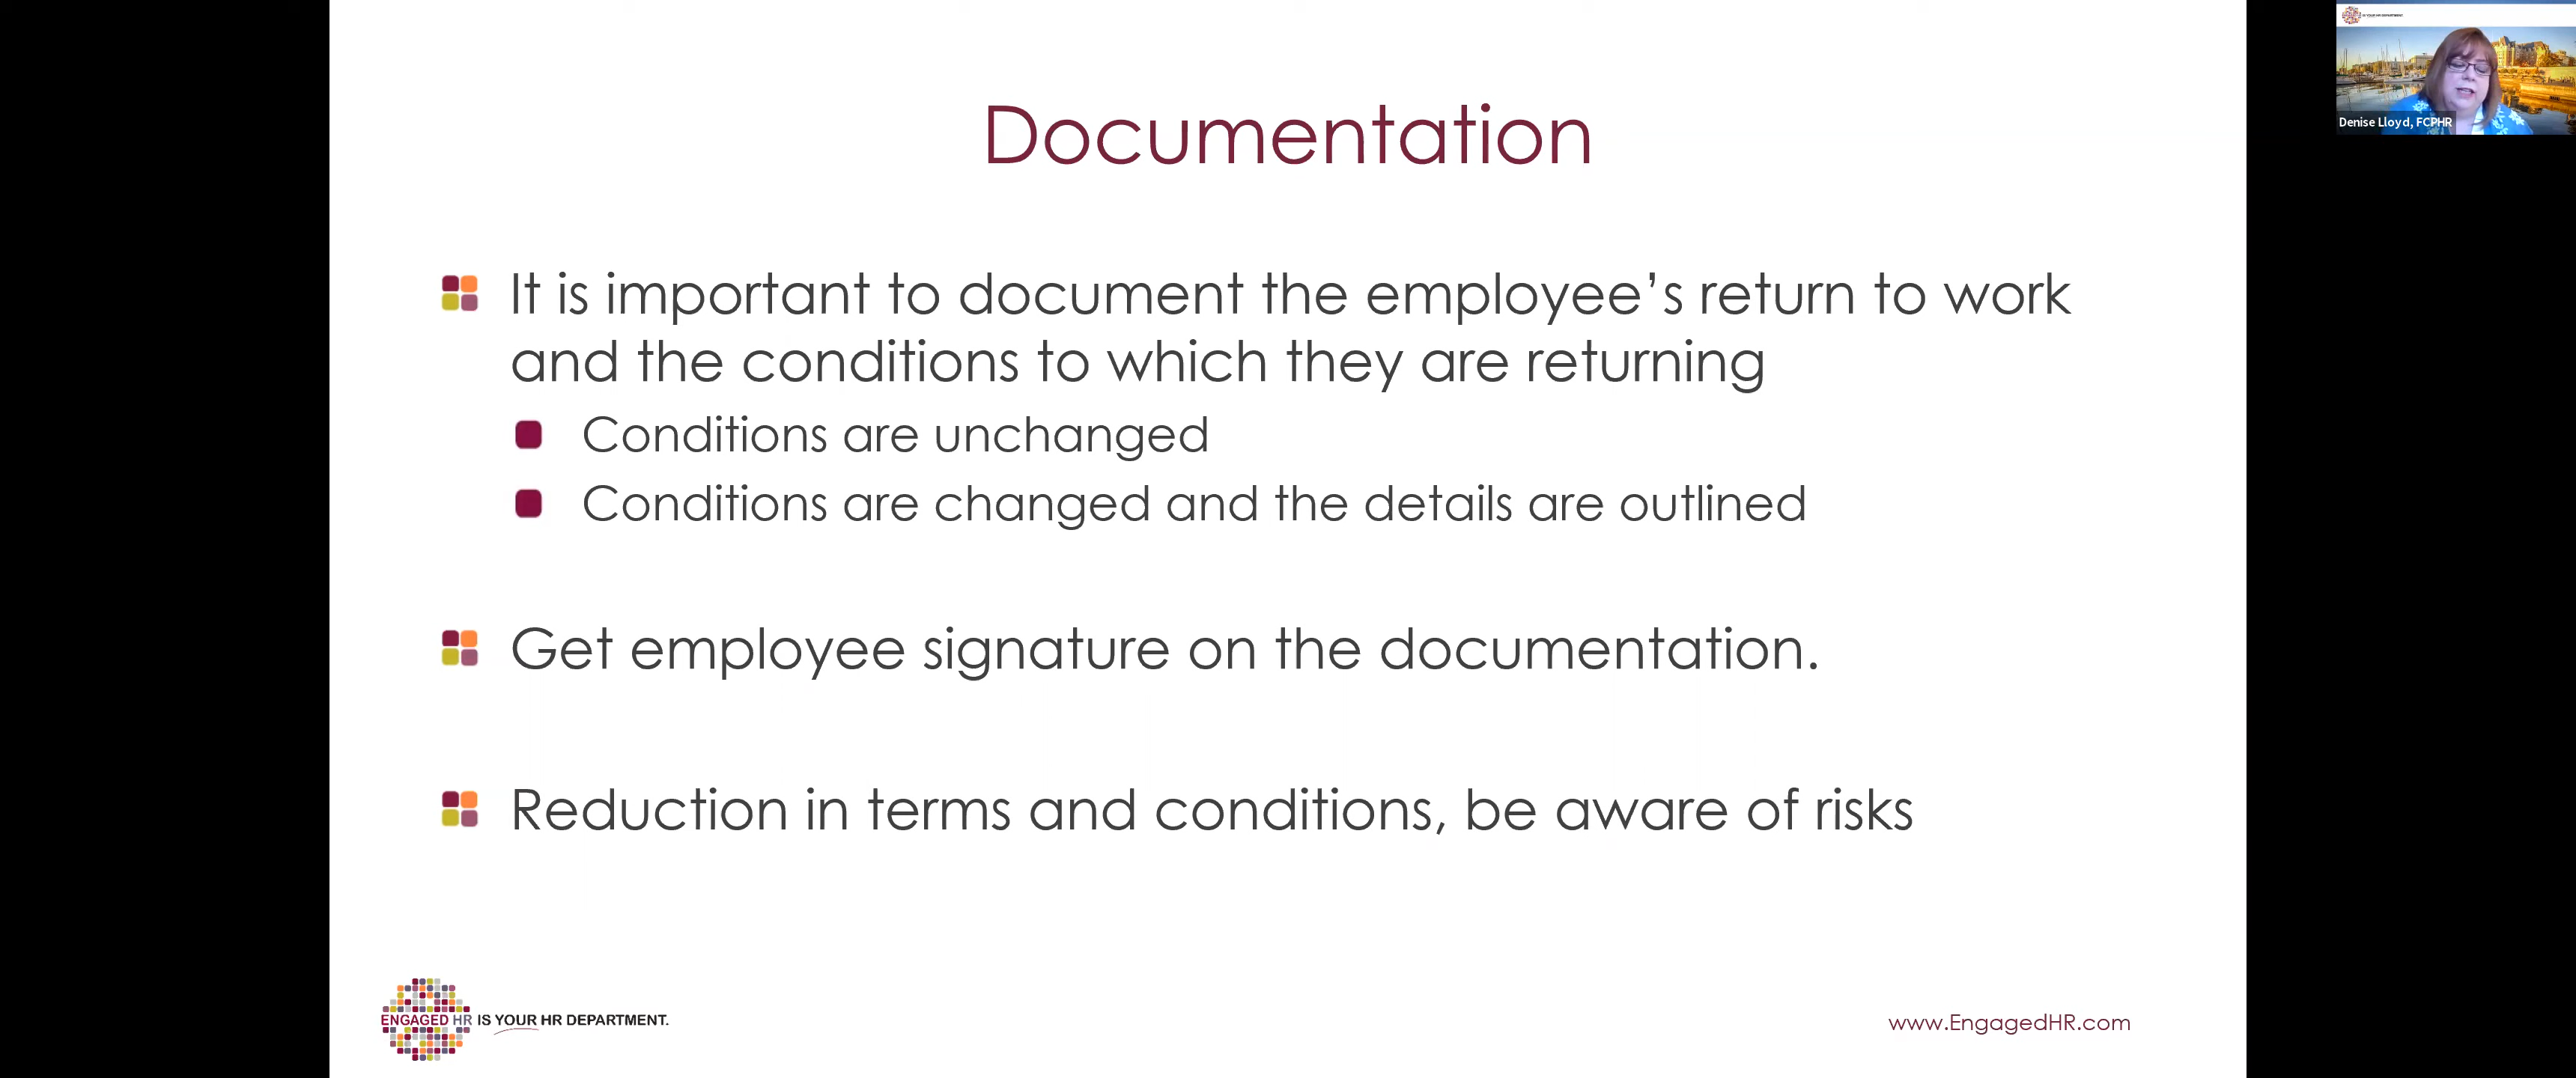 Documentation
It is important to document the employee’s return to work
and the conditions to which they are returning
Conditions are unchanged
Conditions are changed and the details are outlined
Get employee signature on the documentation.
Reduction in terms and conditions, be aware of risks
ENGAGED HR IS YOUR HR DEPARTMENT.
www.EngagedHR.com
Denise Lloyd, FCPHR